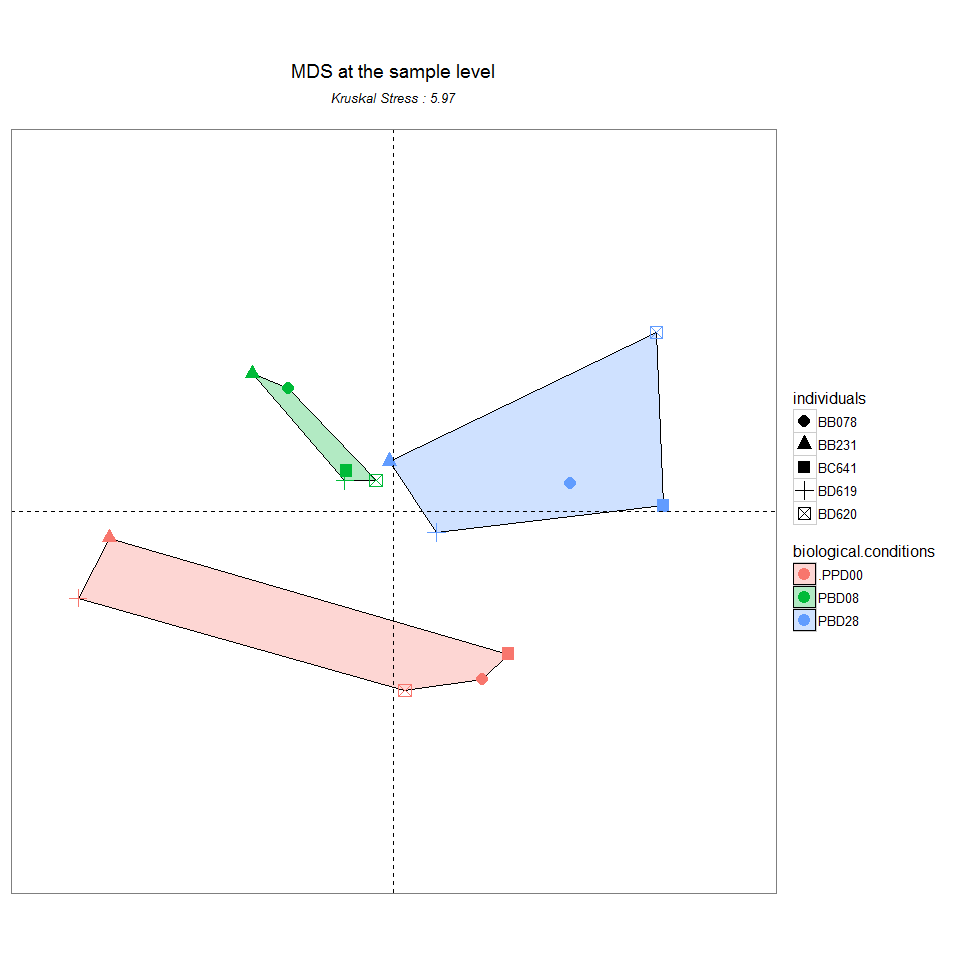 MDS at the sample level
Kruskal Stress : 5.97
individuals
BB078
BB231
BC641
BD619
BD620
biological.conditions
.PPD00
PBD08
PBD28